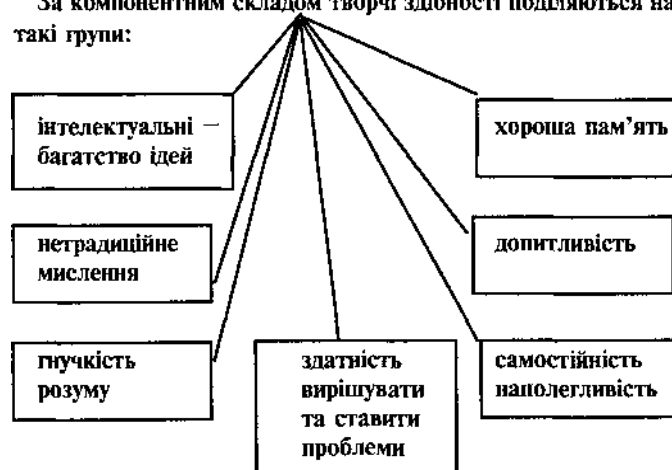 За компонентним складом творчі здібності поділяються на
такі групи:
інтелектуальні —
багатство ідей
хороша пам’ять
нетрадиційне
мислення
допитливість
гнучкість
розуму
здатність
вирішувати
та ставити
проблеми
самостійність
наполегливість